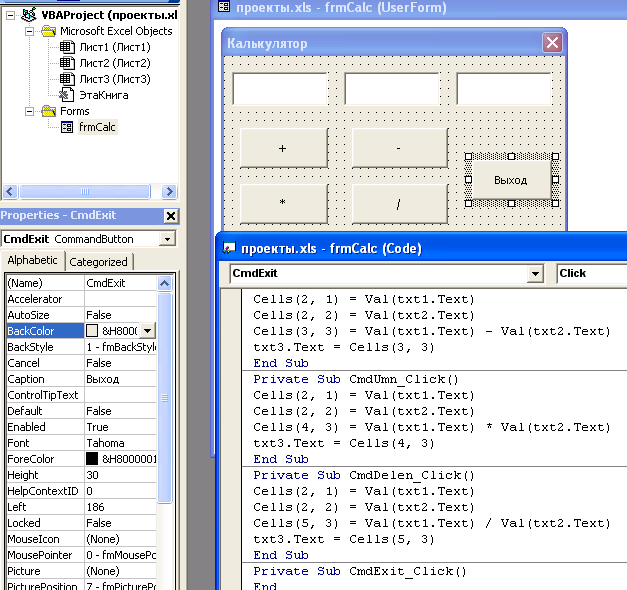 VBAProject (проекты.xl
Microsoft Excel Objects
Лист1 (Лист1)
Лист2 (Лист2)
Лист3 (Лист3)
ЭтаКнига
Forms
frmCalc
Properties - CmdExit
CmdExit CommandButton
Alphabetic Categorized
(Name) CmdExit
Accelerator
AutoSize False
BackColor &H800(
BackStyle 1 - fmBackStyle
Cancel False
Caption Выход
ControlTipText
Default False
Enabled True
Font Tahoma
ForeColor &H8000001
Height 30
HelpContextID 0
Left 186
Locked False
MouseIcon (None)
MousePointer 0 - fmMousePo
Picture (None)
PicturePosition 7 - fmPicturePo
проекты.xls - frmCalc (UserForm)
Калькулятор
+ -
Выход
* /
проекты.xls - frmCalc (Code)
CmdExit Click
Cells(2, 1) = Val(txt1.Text)
Cells(2, 2) = Val(txt2.Text)
Cells(3, 3) = Val(txt1.Text) - Val(txt2.Text)
txt3.Text = Cells(3, 3)
End Sub
Private Sub CmdUmn_Click()
Cells(2, 1) = Val(txt1.Text)
Cells(2, 2) = Val(txt2.Text)
Cells(4, 3) = Val(txt1.Text) * Val(txt2.Text)
txt3.Text = Cells(4, 3)
End Sub
Private Sub CmdDelen_Click()
Cells(2, 1) = Val(txt1.Text)
Cells(2, 2) = Val(txt2.Text)
Cells(5, 3) = Val(txt1.Text) / Val(txt2.Text)
txt3.Text = Cells(5, 3)
End Sub
Private Sub CmdExit_Click()
End